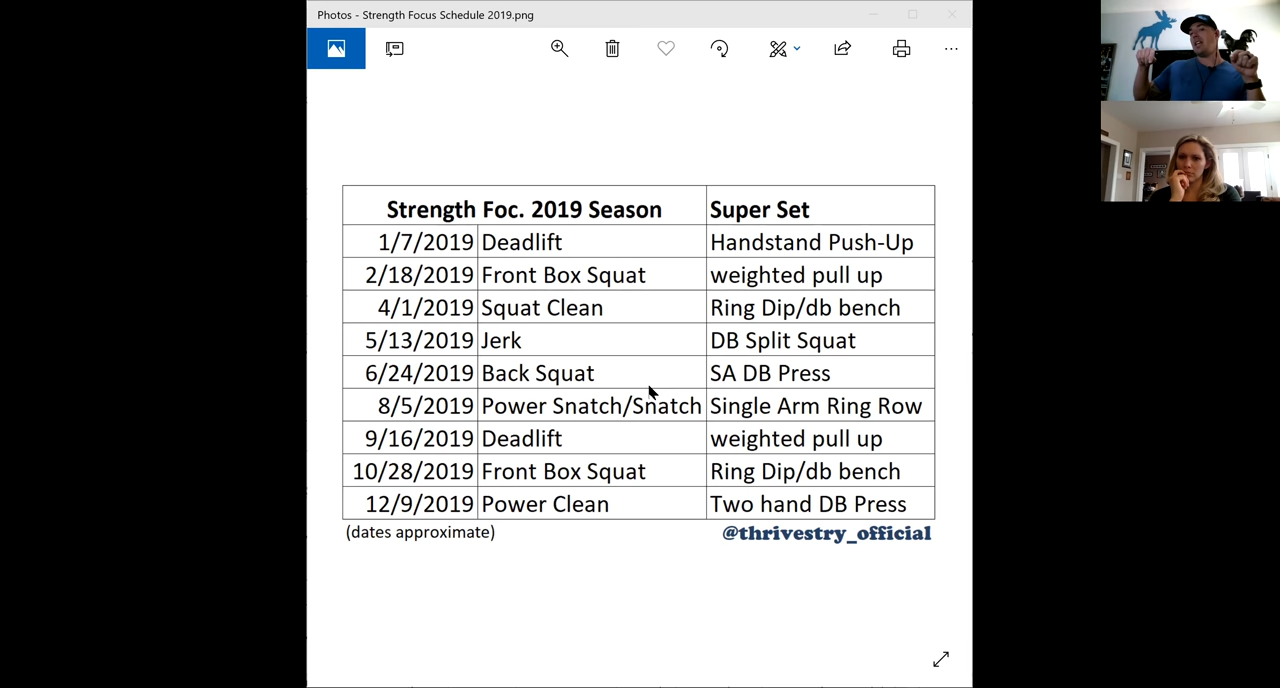 Photos - Strength Focus Schedule 2019.png
Strength Foc. 2019 Season Super Set
1/7/2019 Deadlift Handstand Push-Up
2/18/2019 Front Box Squat weighted pull up
4/1/2019 Squat Clean Ring Dip/db bench
5/13/2019 Jerk DB Split Squat
6/24/2019 Back Squat SA DB Press
8/5/2019 Power Snatch/Snatch Single Arm Ring Row
9/16/2019 Deadlift weighted pull up
10/28/2019 Front Box Squat Ring Dip/db bench
12/9/2019 Power Clean Two hand DB Press
(dates approximate) @thrivestry_official